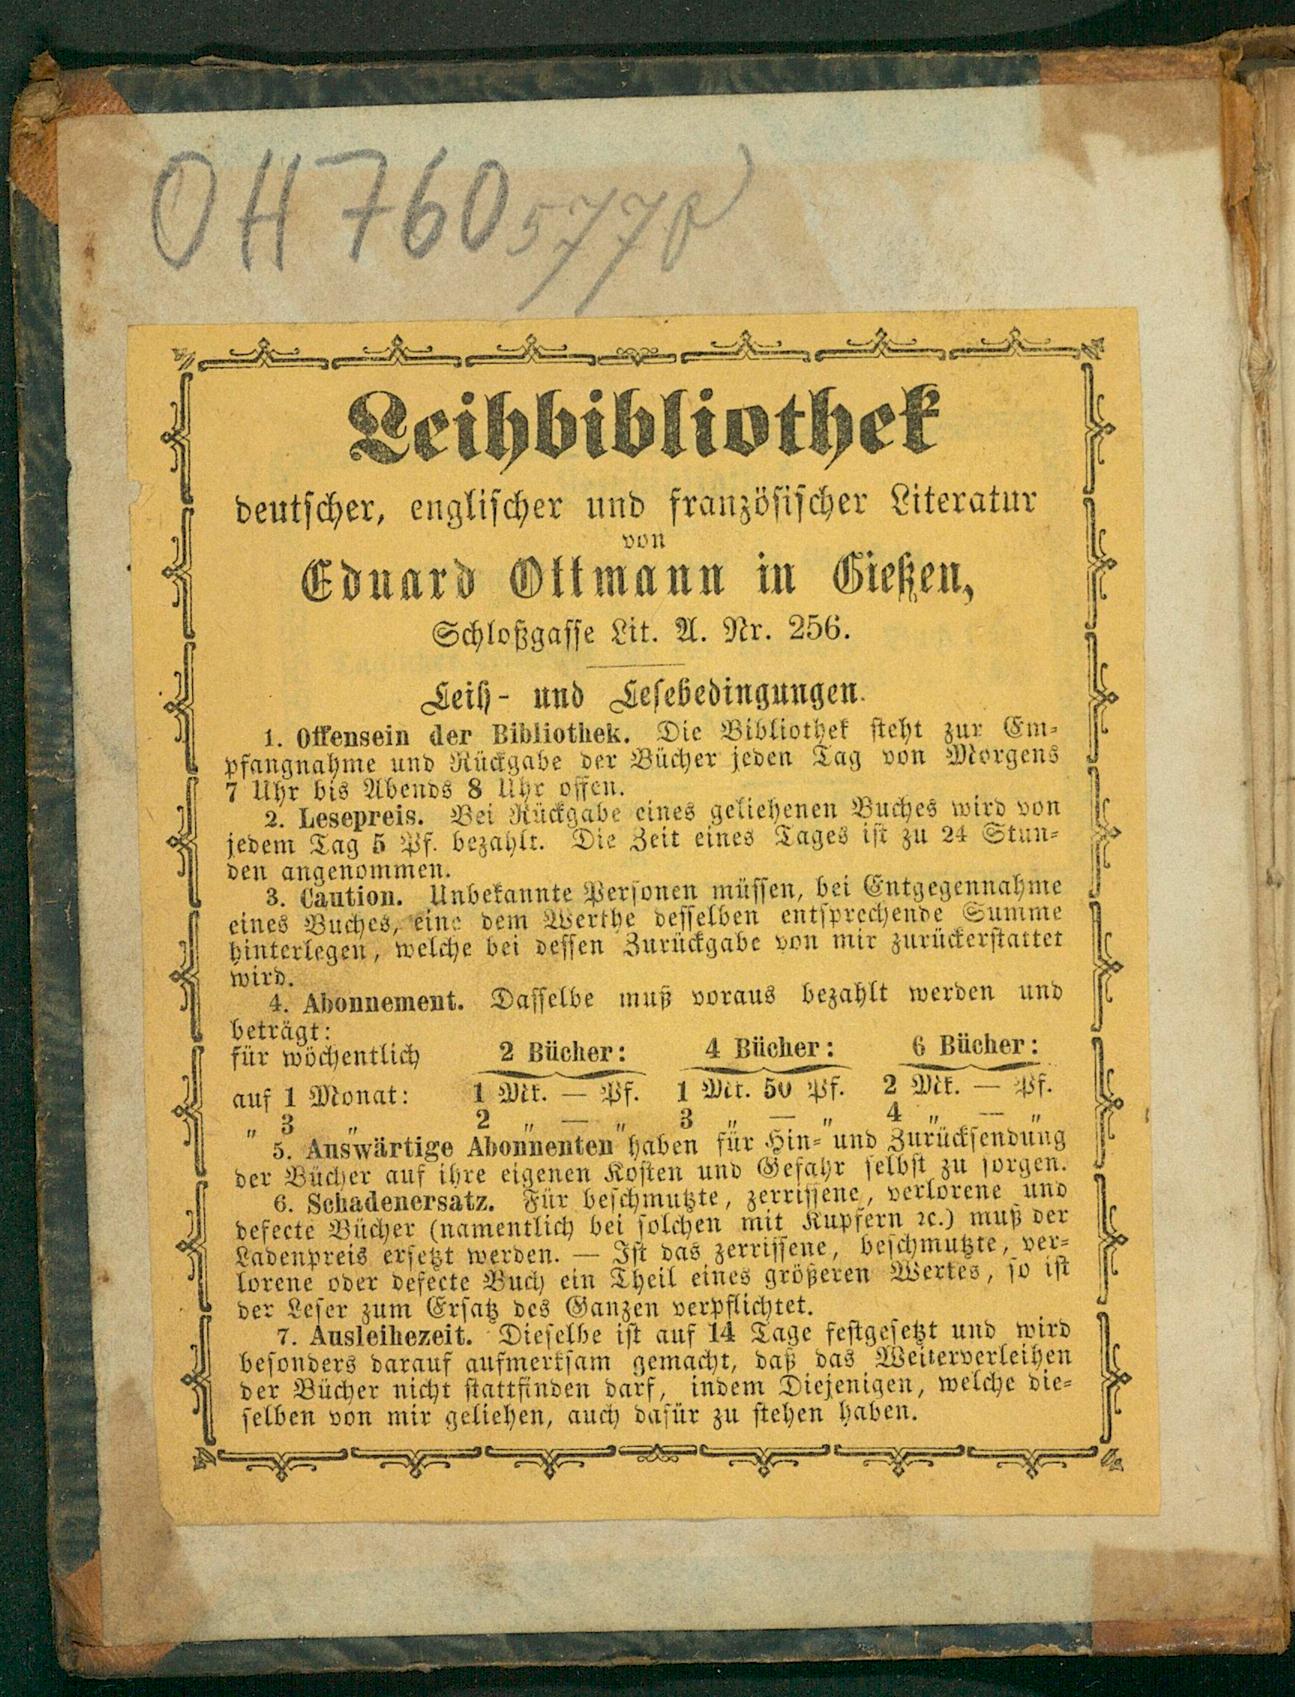 OH 760 577
Leihbibliothek
deutscher, englischer und französischer Literatur
von
Eduard Ottmann in Gießen,
Schloßgasse Lit. A. Nr. 256.
Leih- und Lesebedingungen.
1. Offensein der Bibliothek. Die Bibliothek steht zur Em-
pfangnahme und Rückgabe der Bücher jeden Tag von Morgens
7 Uhr bis Abends 8 Uhr offen.
2. Lesepreis. Bei Rückgabe eines geliehenen Buches wird von
jedem Tag 5 Pf. bezahlt. Die Zeit eines Tages ist zu 24 Stun-
den angenommen.
3. Caution. Unbekannte Personen müssen, bei Entgegennahme
eines Buches, eine dem Werthe desselben entsprechende Summe
hinterlegen, welche bei dessen Zurückgabe von mir zurückerstattet
wird.
4. Abonnement. Dasselbe muß voraus bezahlt werden und
beträgt:
für wöchentlich 2 Bücher: 4 Bücher: 6 Bücher:
auf 1 Monat: 1 Mk. — Pf. 1 Mk. 50 Pf. 2 Mk. — Pf.
" 3 " 2 " — " 3 " — " 4 " — "
5. Auswärtige Abonnenten haben für Hin- und Zurücksendung
der Bücher auf ihre eigenen Kosten und Gefahr selbst zu sorgen.
6. Schadenersatz. Für beschmutzte, zerrissene, verlorene und
defecte Bücher (namentlich bei solchen mit Kupfern ꝛc.) muß der
Ladenpreis ersetzt werden. — Ist das zerrissene, beschmutzte, ver-
lorene oder defecte Buch ein Theil eines größeren Wertes, so ist
der Leser zum Ersatz des Ganzen verpflichtet.
7. Ausleihezeit. Dieselbe ist auf 14 Tage festgesetzt und wird
besonders darauf aufmerksam gemacht, daß das Weiterverleihen
der Bücher nicht stattfinden darf, indem Diejenigen, welche die-
selben von mir geliehen, auch dafür zu stehen haben.